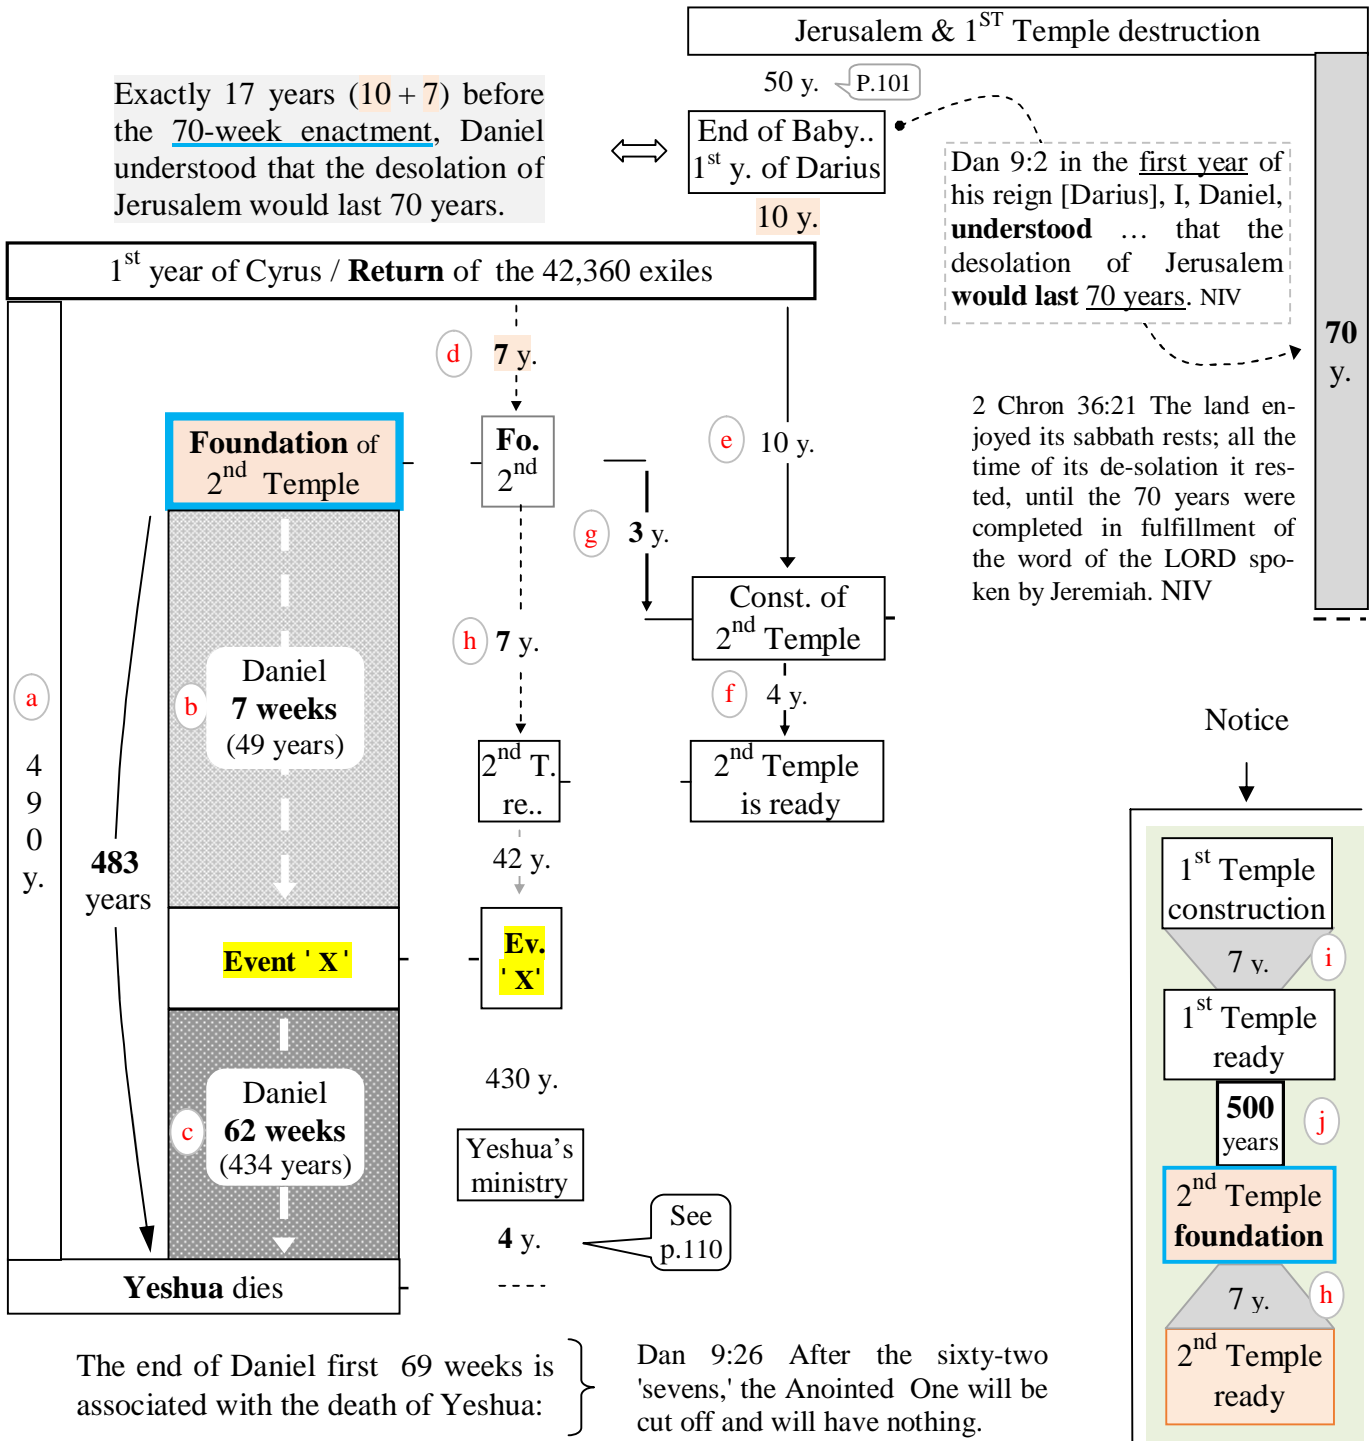 Jerusalem & 1ST Temple destruction
50 y.
P.101
Exactly 17 years (10 + 7) before
the 70-week enactment, Daniel
understood that the desolation of
Jerusalem would last 70 years.
End of Baby..
1st y. of Darius
10 y.
Dan 9:2 in the first year of
his reign [Darius], I, Daniel,
understood … that the
desolation of Jerusalem
would last 70 years. NIV
70
y.
1st year of Cyrus / Return of the 42,360 exiles
d
7 y.
e
10 y.
2 Chron 36:21 The land en-
joyed its sabbath rests; all the
time of its de-solation it res-
ted, until the 70 years were
completed in fulfillment of
the word of the LORD spo-
ken by Jeremiah. NIV
Foundation of
2nd Temple
Fo.
2nd
g
3 y.
Const. of
2nd Temple
h
7 y.
f
4 y.
a
4
9
0
y.
b
Daniel
7 weeks
(49 years)
2nd T.
re..
2nd Temple
is ready
483
years
42 y.
Event ' X'
Ev.
' X'
430 y.
c
Daniel
62 weeks
(434 years)
Yeshua's
ministry
4 y.
See
p.110
Yeshua dies
Notice
1st Temple
construction
7 y.
i
1st Temple
ready
500
years
j
2nd Temple
foundation
7 y.
h
2nd Temple
ready
The end of Daniel first 69 weeks is
associated with the death of Yeshua:
Dan 9:26 After the sixty-two
'sevens,' the Anointed One will be
cut off and will have nothing.